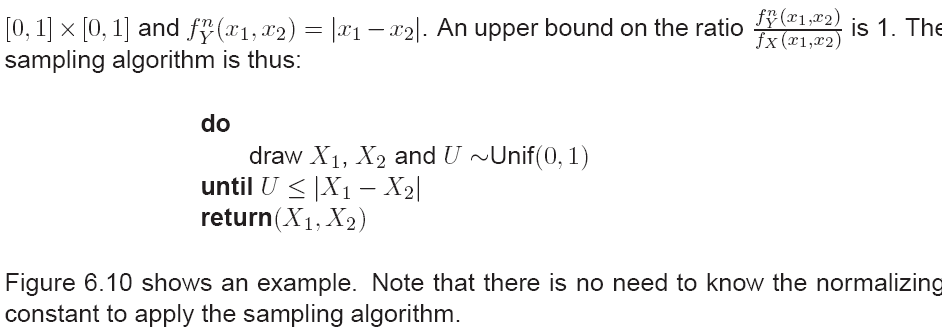 [0, 1] × [0, 1] and f_Y^n(x_1, x_2) = |x_1 − x_2|. An upper bound on the ratio f_Y^n(x_1,x_2)/f_X(x_1,x_2) is 1. The
sampling algorithm is thus:
do
draw X_1, X_2 and U ∼Unif(0, 1)
until U ≤ |X_1 − X_2|
return(X_1, X_2)
Figure 6.10 shows an example. Note that there is no need to know the normalizing
constant to apply the sampling algorithm.